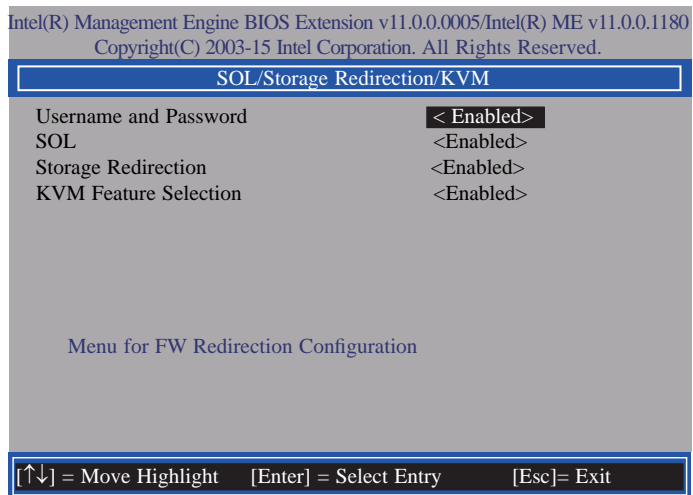 Intel(R) Management Engine BIOS Extension v11.0.0.0005/Intel(R) ME v11.0.0.1180
Copyright(C) 2003-15 Intel Corporation. All Rights Reserved.
SOL/Storage Redirection/KVM
Username and Password < Enabled>
SOL <Enabled>
Storage Redirection <Enabled>
KVM Feature Selection <Enabled>
Menu for FW Redirection Configuration
[↑↓] = Move Highlight [Enter] = Select Entry [Esc]= Exit